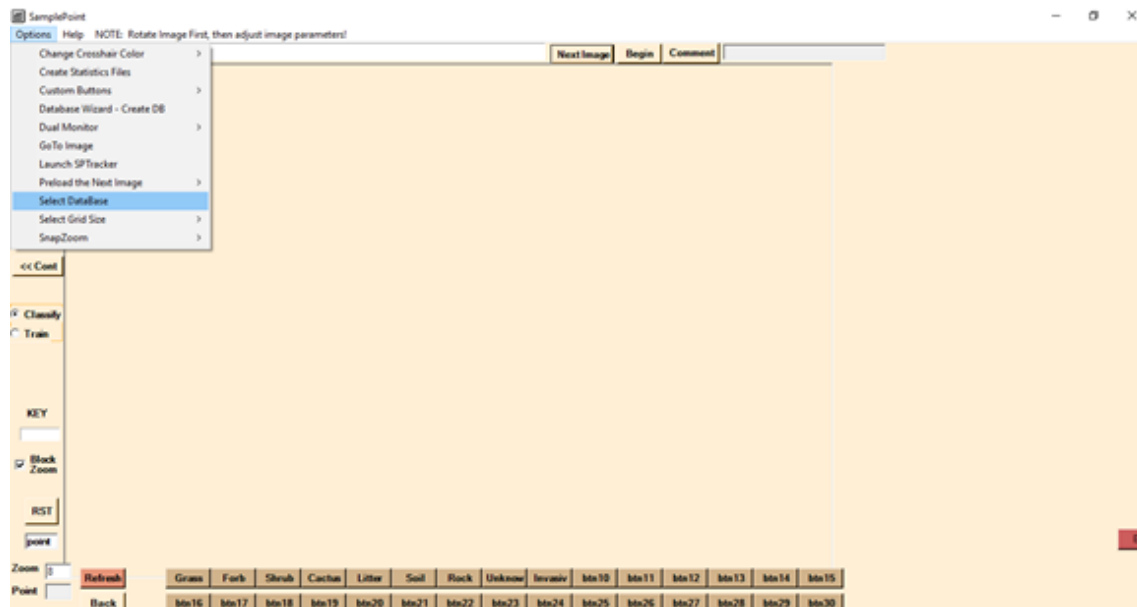 SamplePoint
Options Help NOTE: Rotate Image First, then adjust image parameters!
Next Image Begin Comment
Change Crosshair Color
Create Statistics Files
Custom Buttons
Database Wizard - Create DB
Dual Monitor
GoTo Image
Launch SPTracker
Preload the Next Image
Select DataBase
Select Grid Size
SnapZoom
<< Cont
Classify
Train
KEY
Block
Zoom
RST
point
Zoom 8
Refresh Grass Forb Shrub Cactus Litter Soil Rock Unknow Invasiv btn10 btn11 btn12 btn13 btn14 btn15
Point
Back btn16 btn17 btn18 btn19 btn20 btn21 btn22 btn23 btn24 btn25 btn26 btn27 btn28 btn29 btn30